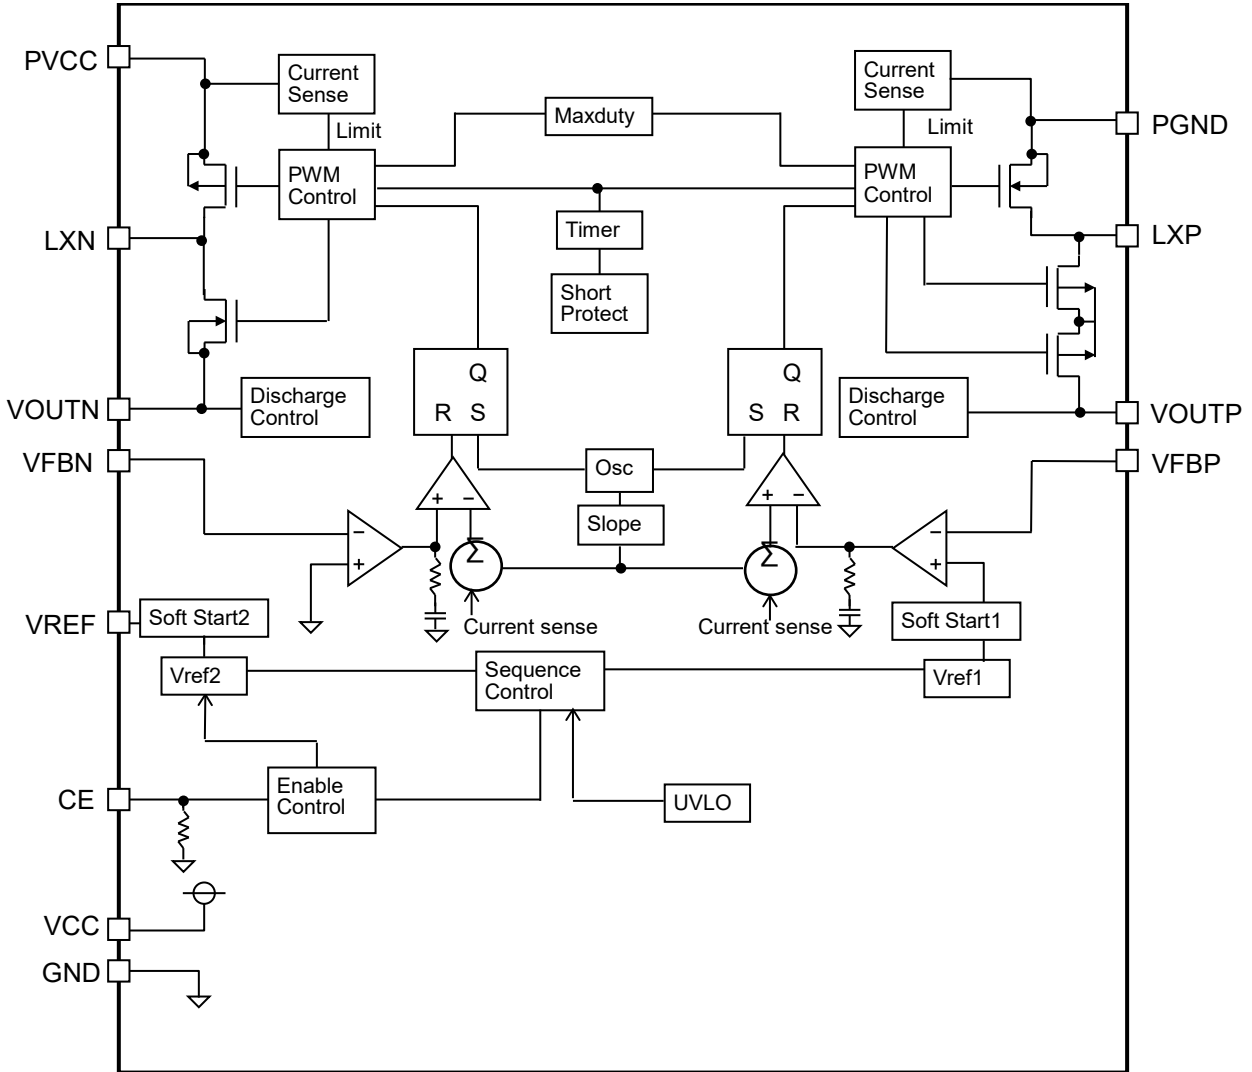 PVCC
Current
Sense
Limit
PWM
Control
LXN
Maxduty
Timer
Short
Protect
Current
Sense
Limit
PWM
Control
PGND
LXP
Q
R S
Q
S R
VOUTN
Discharge
Control
Discharge
Control
VOUTP
VFBN
VFBP
Osc
Slope
+ −
+ −
−
+
−
+
Σ
Σ
Current sense
Current sense
VREF
Soft Start2
Soft Start1
Vref2
Sequence
Control
Vref1
CE
Enable
Control
UVLO
VCC
GND